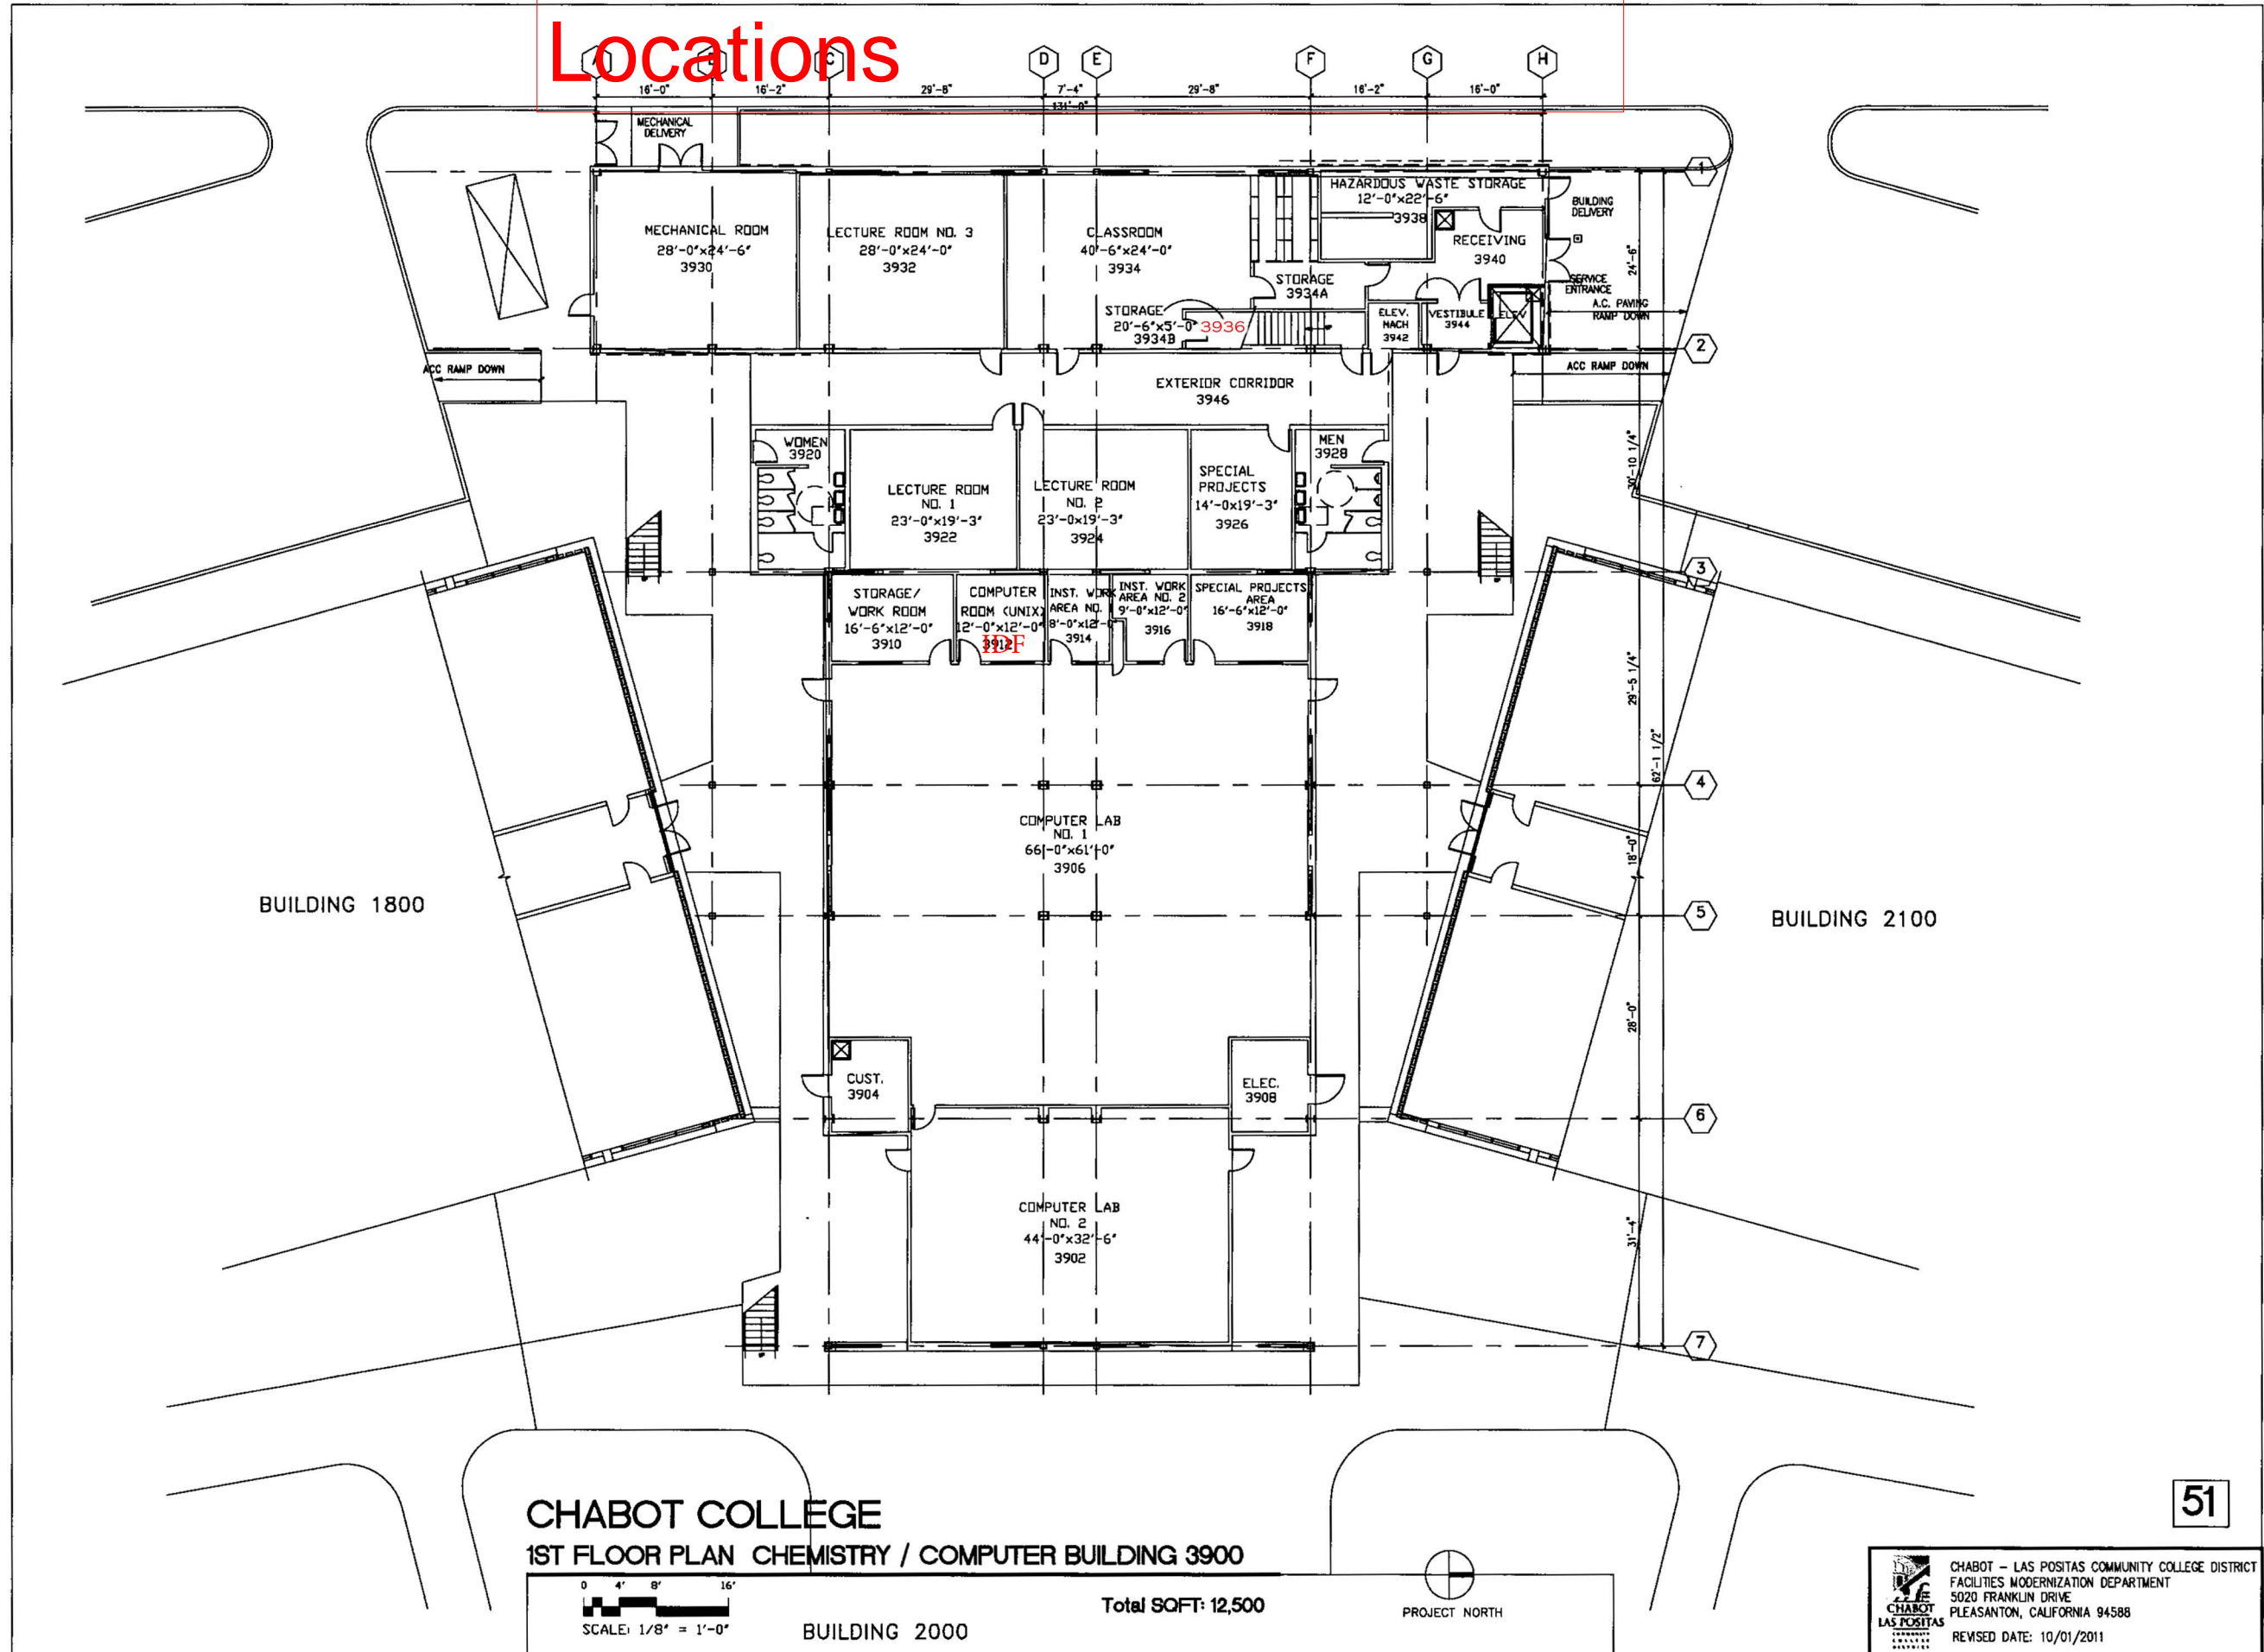 Locations
A B C D E F G H
16'-0" 16'-2" 29'-8" 7'-4" 29'-8" 16'-2" 16'-0"
131'-0"
MECHANICAL
DELIVERY
1
HAZARDOUS WASTE STORAGE
12'-0"x22'-6"
3938
BUILDING
DELIVERY
MECHANICAL ROOM
28'-0"x24'-6"
3930
LECTURE ROOM NO. 3
28'-0"x24'-0"
3932
CLASSROOM
40'-6"x24'-0"
3934
RECEIVING
3940
24'-6"
STORAGE
3934A
SERVICE
ENTRANCE
A.C. PAVING
RAMP DOWN
STORAGE
20'-6"x5'-0"
3934B
3936
ELEV.
MACH
3942
VESTIBULE
3944
ELEV
2
ACC RAMP DOWN
ACC RAMP DOWN
EXTERIOR CORRIDOR
3946
WOMEN
3920
MEN
3928
30'-10 1/4"
LECTURE ROOM
NO. 1
23'-0"x19'-3"
3922
LECTURE ROOM
NO. 2
23'-0x19'-3"
3924
SPECIAL
PROJECTS
14'-0x19'-3"
3926
3
STORAGE/
WORK ROOM
16'-6"x12'-0"
3910
COMPUTER
ROOM (UNIX)
12'-0"x12'-0"
3912
IDF
INST. WORK
AREA NO. 1
8'-0"x12'-0"
3914
INST. WORK
AREA NO. 2
9'-0"x12'-0"
3916
SPECIAL PROJECTS
AREA
16'-6"x12'-0"
3918
29'-5 1/4"
62'-1 1/2"
4
COMPUTER LAB
NO. 1
66'-0"x61'-0"
3906
18'-0"
BUILDING 1800
5
BUILDING 2100
28'-0"
CUST.
3904
ELEC.
3908
6
COMPUTER LAB
NO. 2
44'-0"x32'-6"
3902
31'-4"
7
51
CHABOT COLLEGE
1ST FLOOR PLAN CHEMISTRY / COMPUTER BUILDING 3900
0 4' 8' 16'
SCALE: 1/8" = 1'-0"
Total SQFT: 12,500
BUILDING 2000
PROJECT NORTH
CHABOT
LAS POSITAS
COMMUNITY
COLLEGE
DISTRICT
CHABOT – LAS POSITAS COMMUNITY COLLEGE DISTRICT
FACILITIES MODERNIZATION DEPARTMENT
5020 FRANKLIN DRIVE
PLEASANTON, CALIFORNIA 94588
REVISED DATE: 10/01/2011